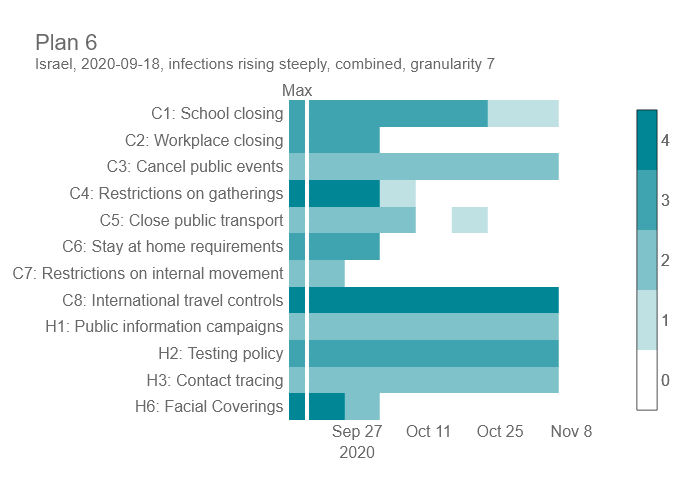 Plan 6
Israel, 2020-09-18, infections rising steeply, combined, granularity 7
Max
C1: School closing
C2: Workplace closing
C3: Cancel public events
C4: Restrictions on gatherings
C5: Close public transport
C6: Stay at home requirements
C7: Restrictions on internal movement
C8: International travel controls
H1: Public information campaigns
H2: Testing policy
H3: Contact tracing
H6: Facial Coverings
Sep 27 Oct 11 Oct 25 Nov 8
2020
4
3
2
1
0